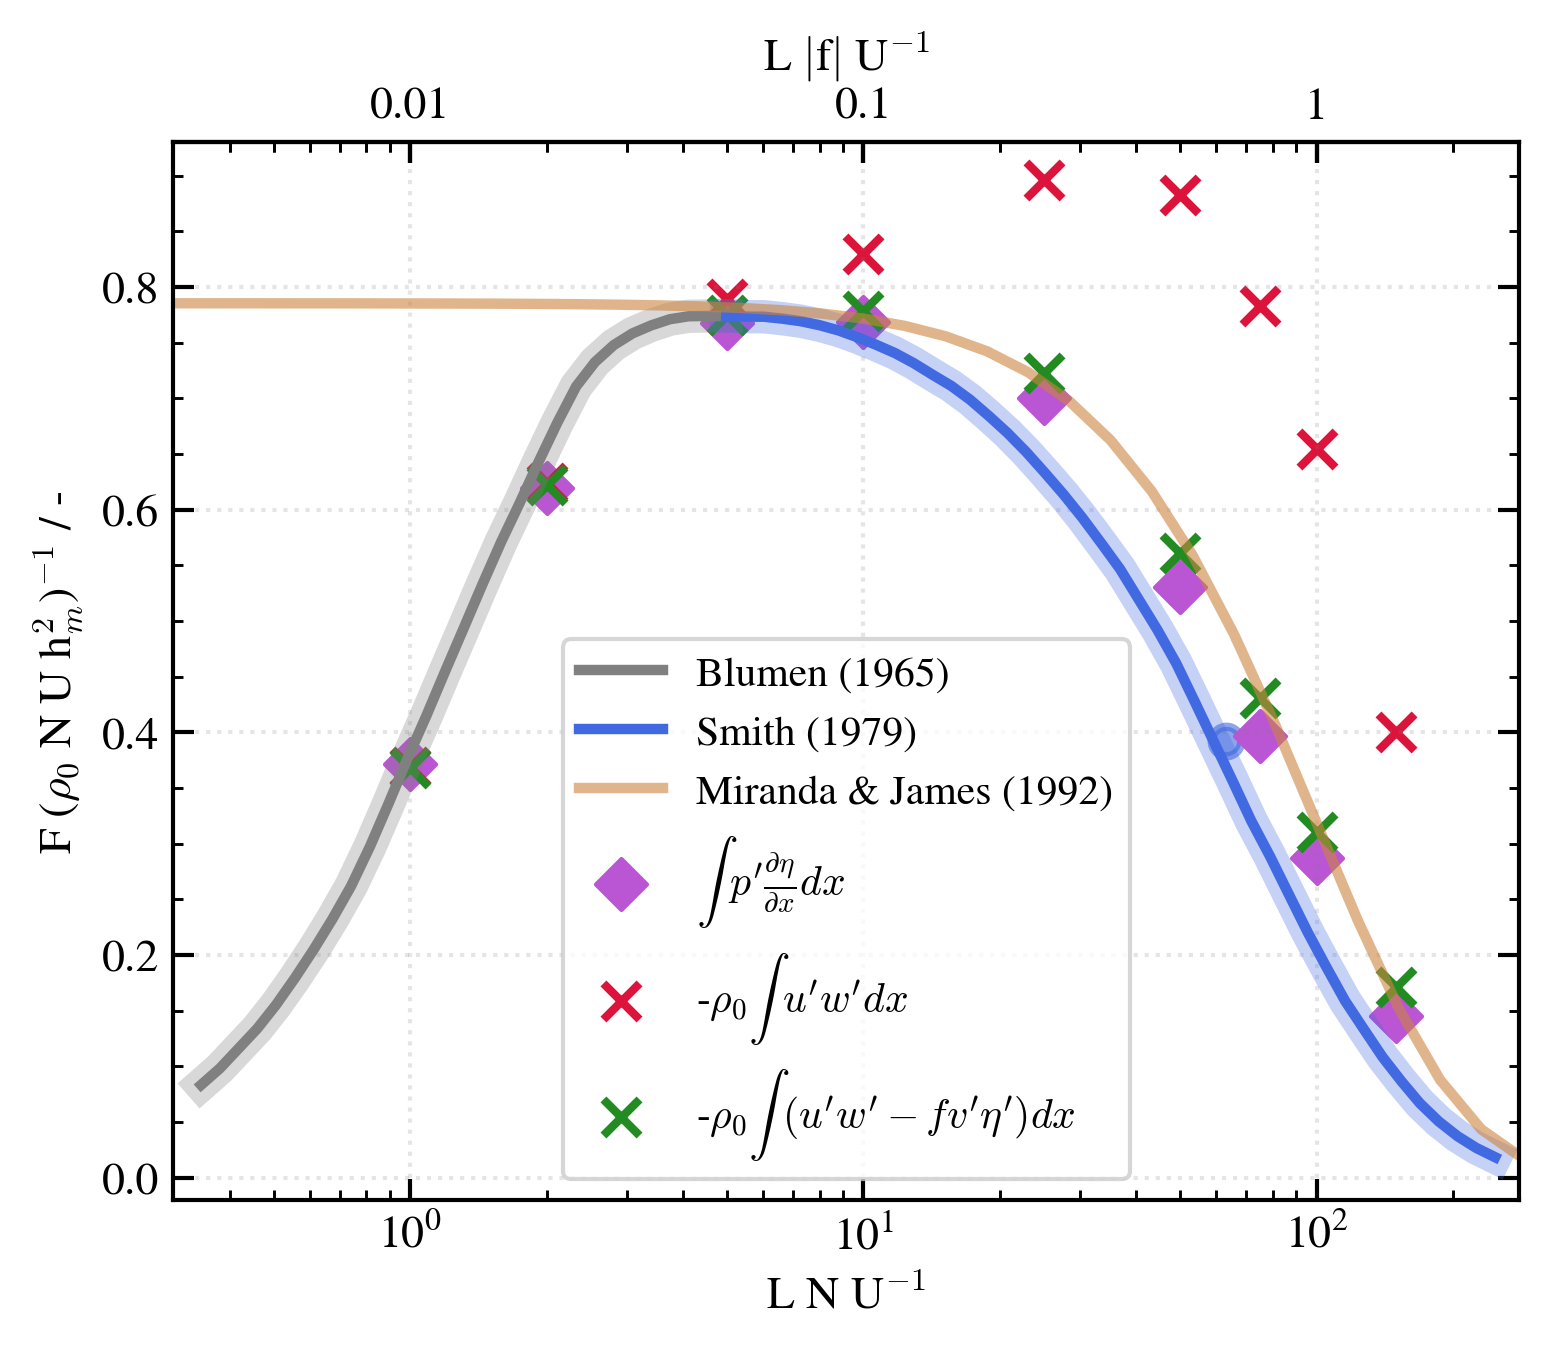 L |f| U⁻¹
0.01 0.1 1
0.8
0.6
0.4
0.2
0.0
F (ρ₀ N U h²ₘ)⁻¹ / -
Blumen (1965)
Smith (1979)
Miranda & James (1992)
∫p′∂η/∂x dx
-ρ₀∫u′w′dx
-ρ₀∫(u′w′ − fv′η′)dx
10⁰ 10¹ 10²
L N U⁻¹